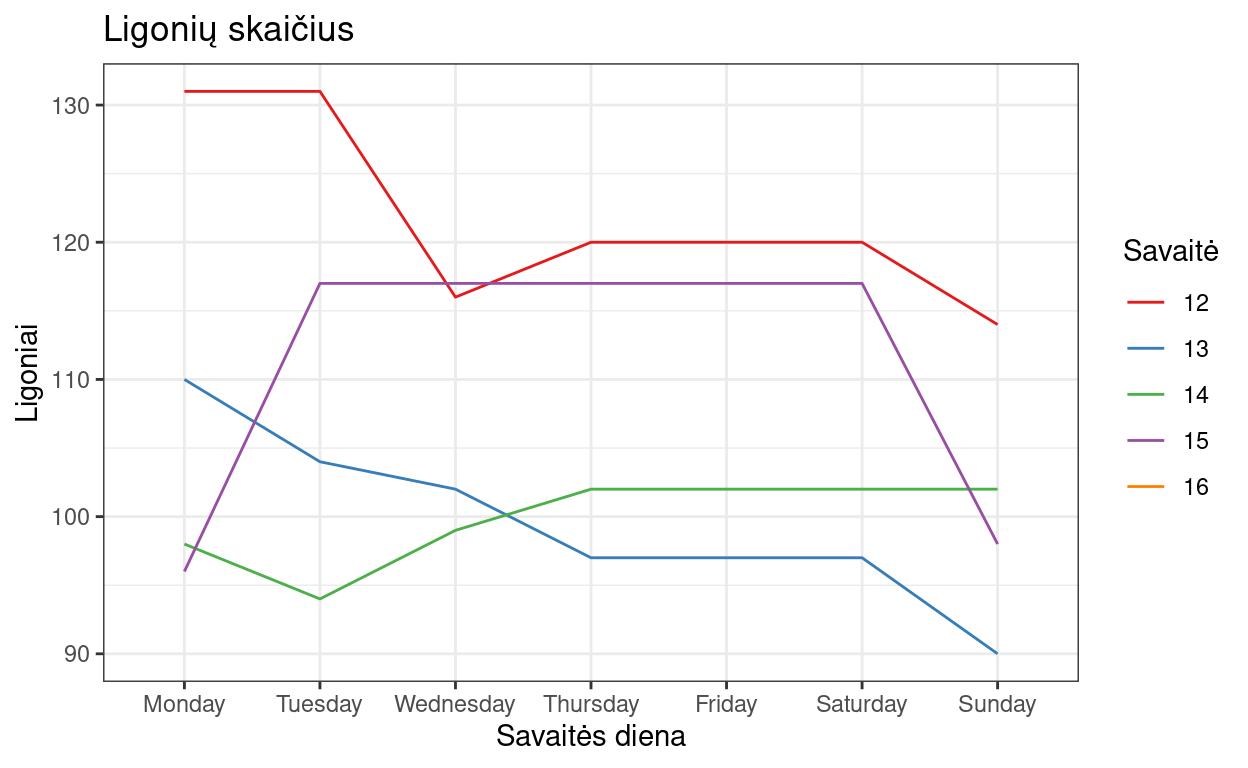 Ligonių skaičius
130
120
110
100
90
Ligoniai
Monday Tuesday Wednesday Thursday Friday Saturday Sunday
Savaitės diena
Savaitė
12
13
14
15
16